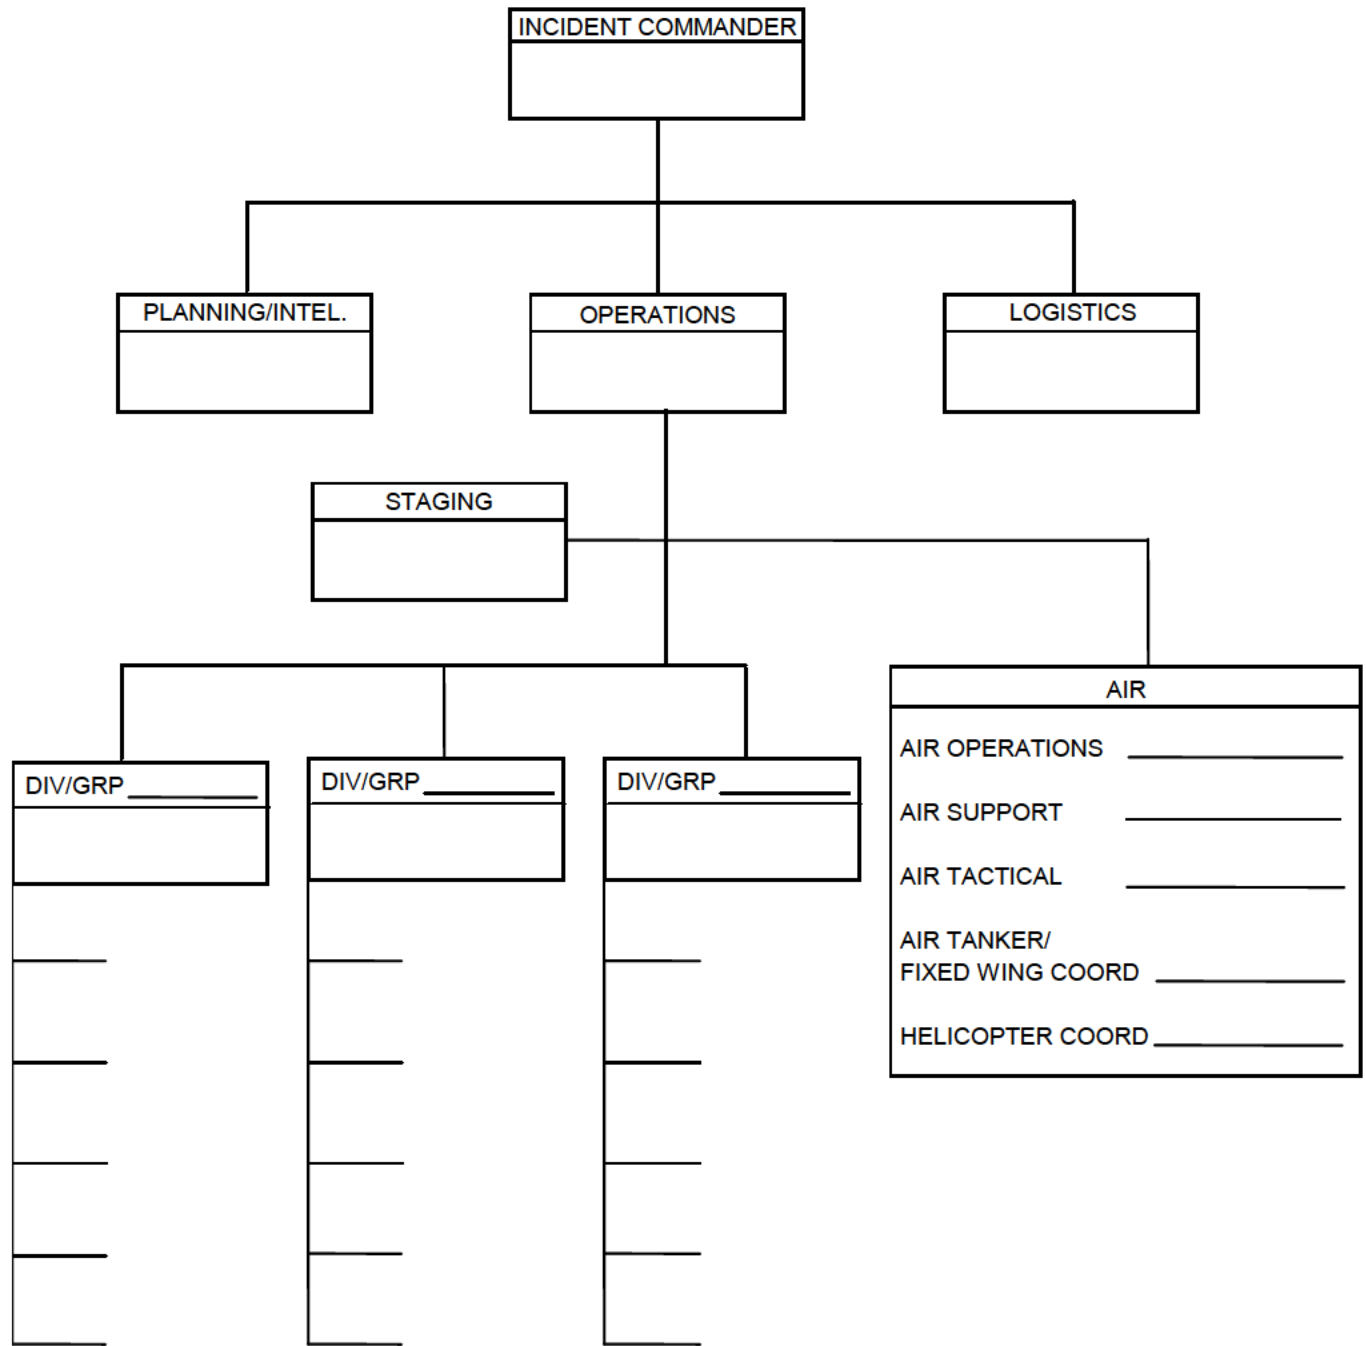 INCIDENT COMMANDER
PLANNING/INTEL.
OPERATIONS
LOGISTICS
STAGING
AIR
DIV/GRP
DIV/GRP
DIV/GRP
AIR OPERATIONS
AIR SUPPORT
AIR TACTICAL
AIR TANKER/
FIXED WING COORD
HELICOPTER COORD